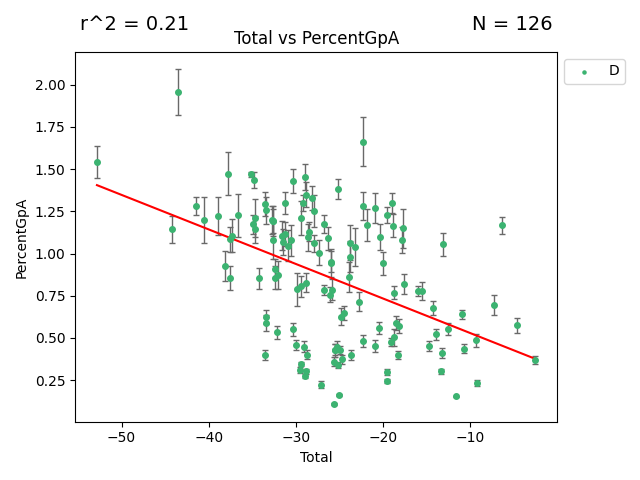 r^2 = 0.21
N = 126
Total vs PercentGpA
D
2.00
1.75
1.50
1.25
1.00
0.75
0.50
0.25
PercentGpA
−50 −40 −30 −20 −10
Total